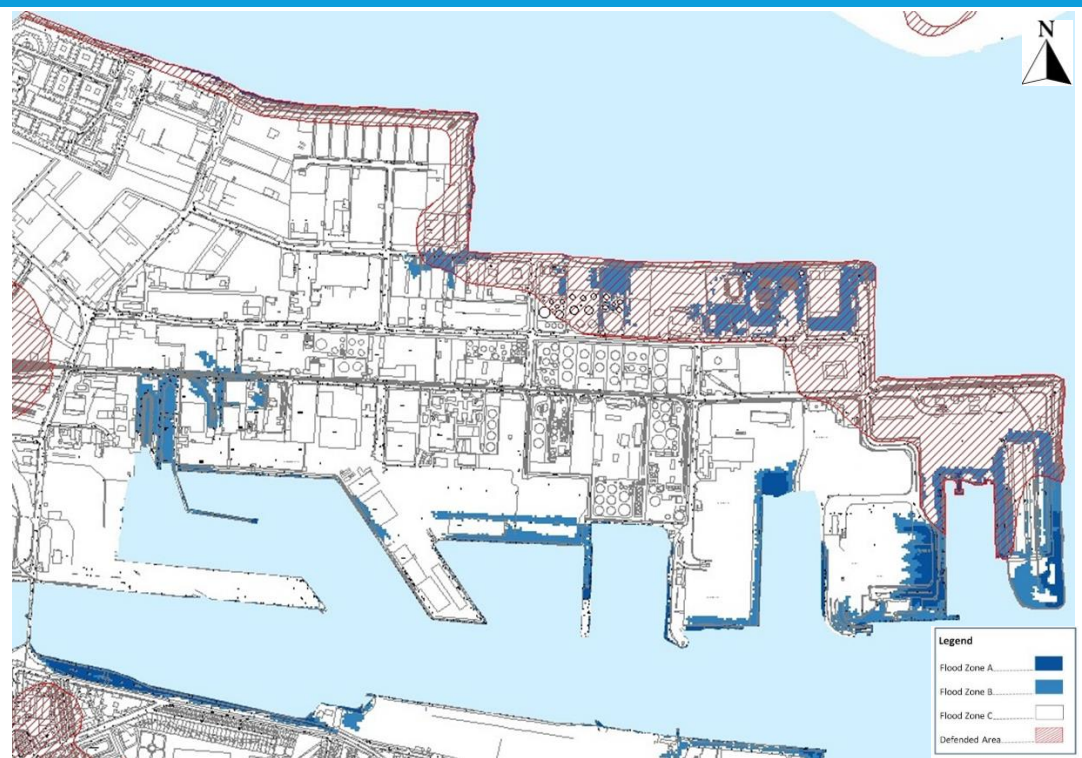 N
Legend
Flood Zone A
Flood Zone B
Flood Zone C
Defended Area